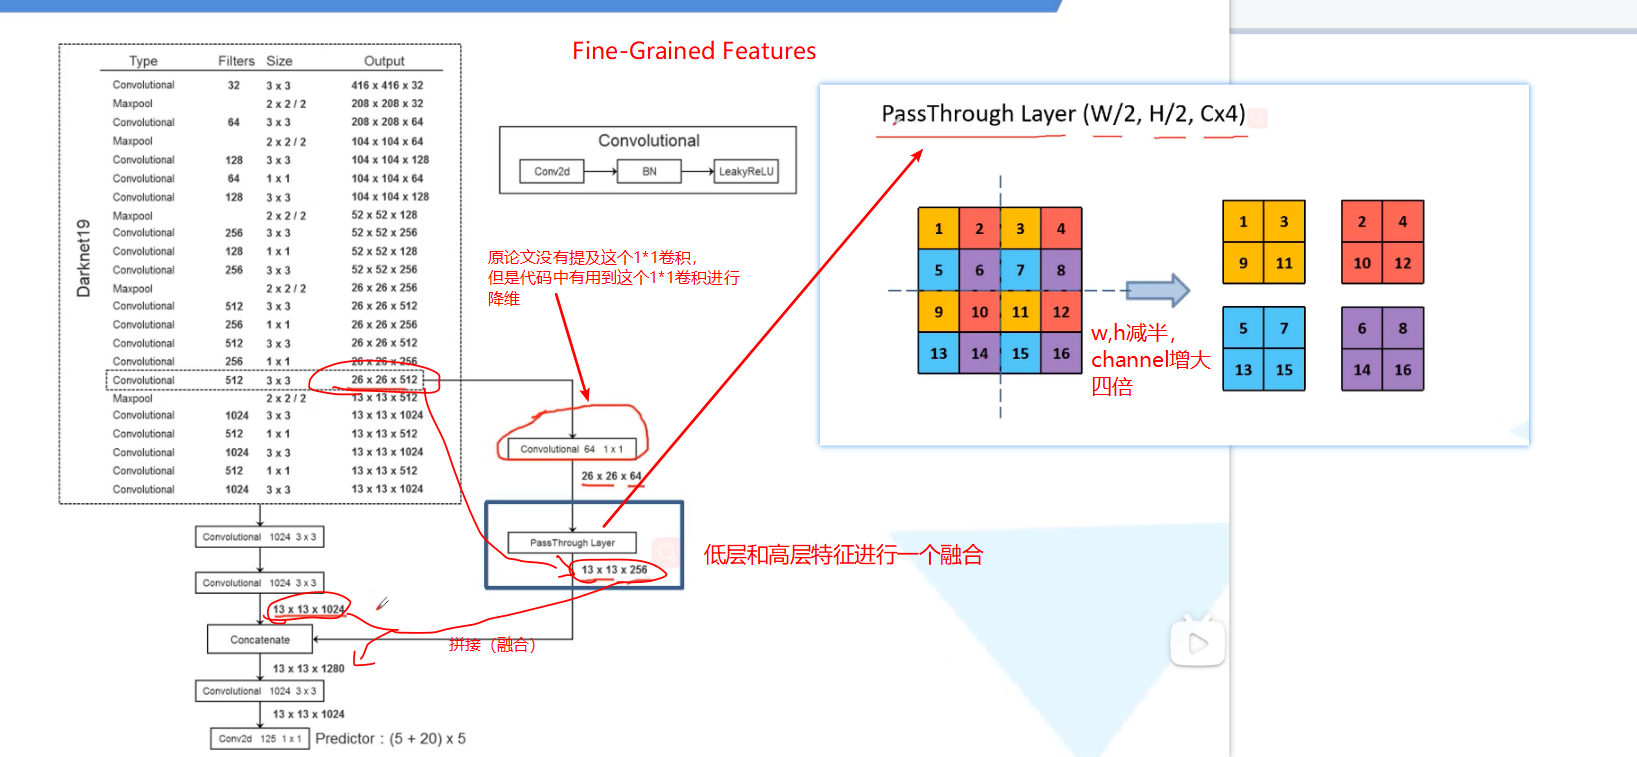 Fine-Grained Features
Type Filters Size Output
Convolutional 32 3 x 3 416 x 416 x 32
Maxpool 2 x 2 / 2 208 x 208 x 32
Convolutional 64 3 x 3 208 x 208 x 64
Maxpool 2 x 2 / 2 104 x 104 x 64
Convolutional 128 3 x 3 104 x 104 x 128
Convolutional 64 1 x 1 104 x 104 x 64
Convolutional 128 3 x 3 104 x 104 x 128
Maxpool 2 x 2 / 2 52 x 52 x 128
Convolutional 256 3 x 3 52 x 52 x 256
Convolutional 128 1 x 1 52 x 52 x 128
Convolutional 256 3 x 3 52 x 52 x 256
Maxpool 2 x 2 / 2 26 x 26 x 256
Convolutional 512 3 x 3 26 x 26 x 512
Convolutional 256 1 x 1 26 x 26 x 256
Convolutional 512 3 x 3 26 x 26 x 512
Convolutional 256 1 x 1 26 x 26 x 256
Convolutional 512 3 x 3 26 x 26 x 512
Maxpool 2 x 2 / 2 13 x 13 x 512
Convolutional 1024 3 x 3 13 x 13 x 1024
Convolutional 512 1 x 1 13 x 13 x 512
Convolutional 1024 3 x 3 13 x 13 x 1024
Convolutional 512 1 x 1 13 x 13 x 512
Convolutional 1024 3 x 3 13 x 13 x 1024
Darknet19
Convolutional 1024 3 x 3
Convolutional 1024 3 x 3
13 x 13 x 1024
Concatenate
13 x 13 x 1280
Convolutional 1024 3 x 3
13 x 13 x 1024
Conv2d 125 1 x 1 Predictor : (5 + 20) x 5
Convolutional
Conv2d BN LeakyReLU
原论文没有提及这个1*1卷积,
但是代码中有用到这个1*1卷积进行
降维
Convolutional 64 1 x 1
26 x 26 x 64
PassThrough Layer
13 x 13 x 256
拼接（融合）
低层和高层特征进行一个融合
PassThrough Layer (W/2, H/2, Cx4)
1 2 3 4
5 6 7 8
9 10 11 12
13 14 15 16
w,h减半,
channel增大
四倍
1 3 2 4
9 11 10 12
5 7 6 8
13 15 14 16